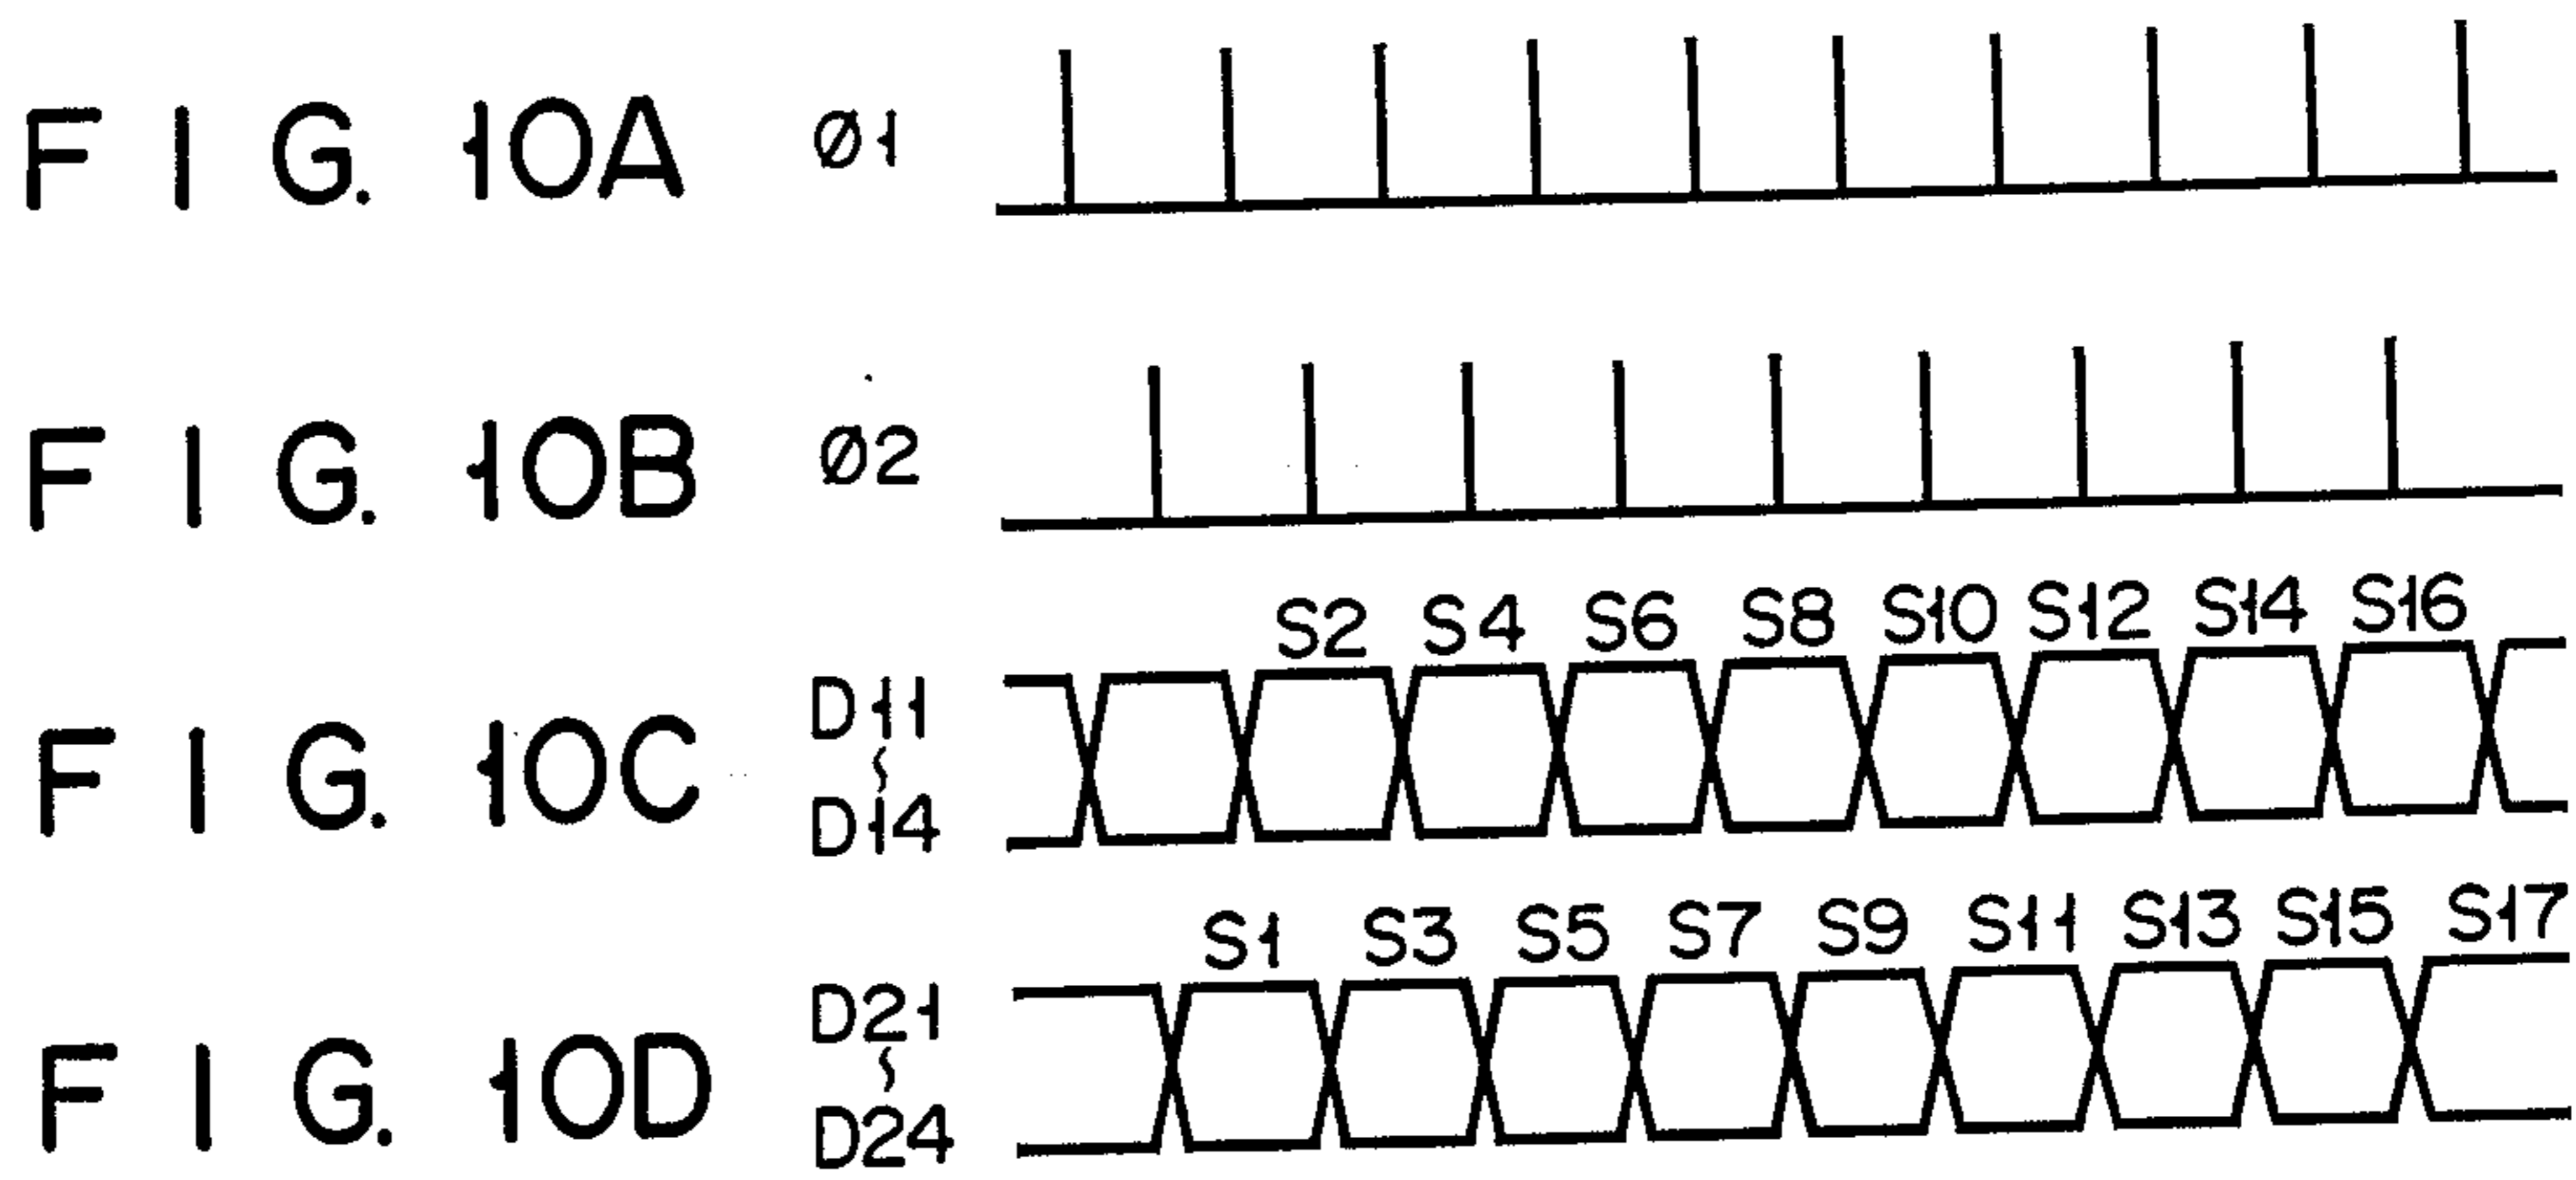 FIG. 10A Ø1
FIG. 10B Ø2
S2 S4 S6 S8 S10 S12 S14 S16
D11
FIG. 10C
~
D14
S1 S3 S5 S7 S9 S11 S13 S15 S17
D21
FIG. 10D
~
D24